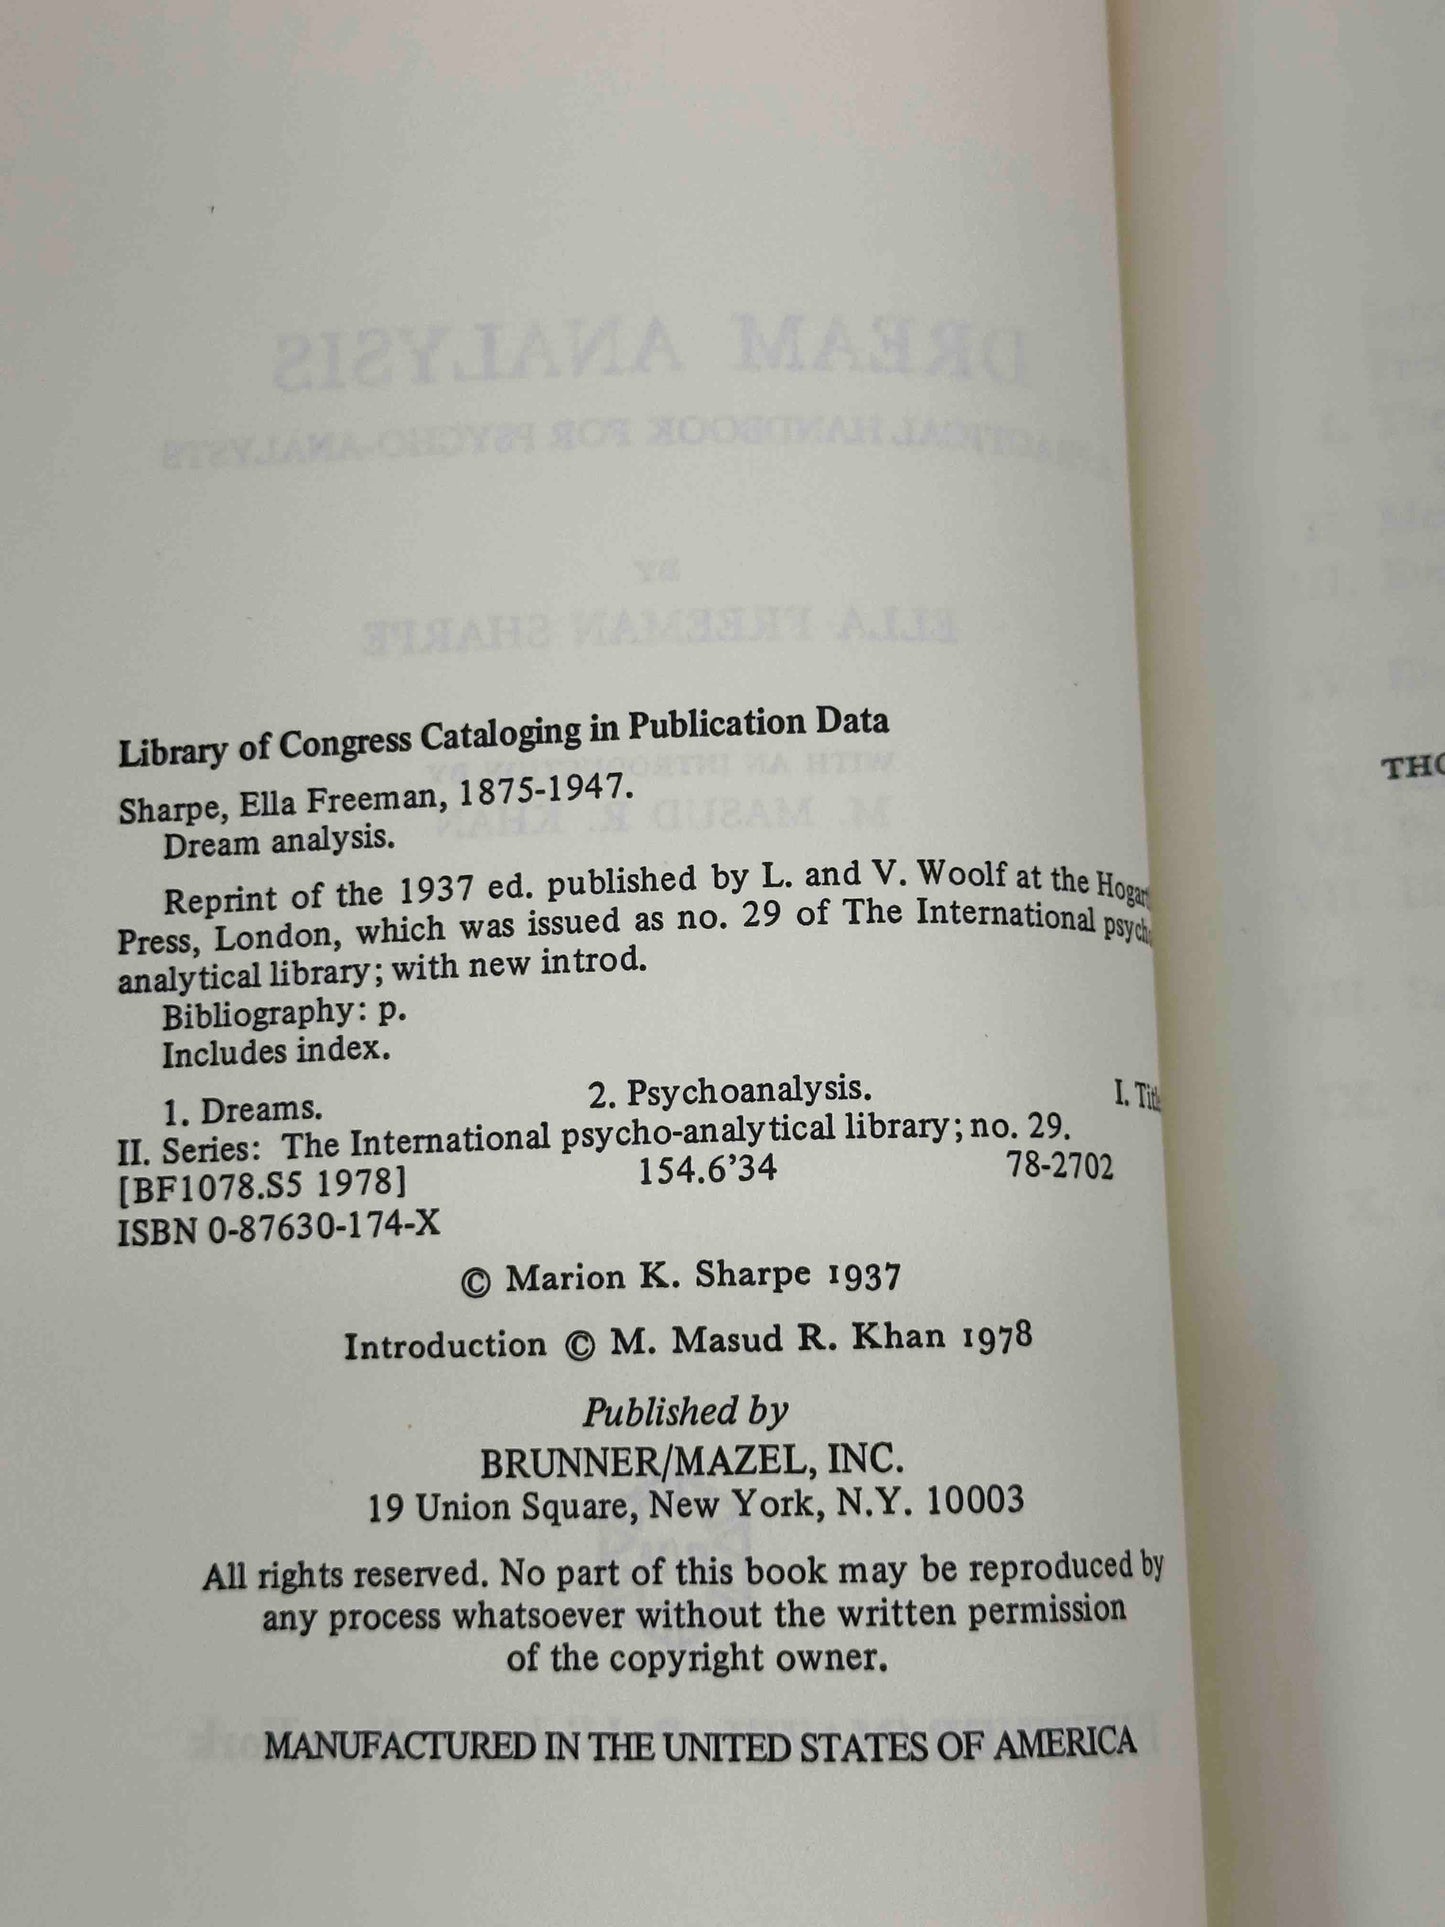 Library of Congress Cataloging in Publication Data
Sharpe, Ella Freeman, 1875-1947.
Dream analysis.
Reprint of the 1937 ed. published by L. and V. Woolf at the Hogar
Press, London, which was issued as no. 29 of The International psycho
analytical library; with new introd.
Bibliography: p.
Includes index.
1. Dreams. 2. Psychoanalysis. I. Title
II. Series: The International psycho-analytical library; no. 29.
[BF1078.S5 1978] 154.6’34 78-2702
ISBN 0-87630-174-X
© Marion K. Sharpe 1937
Introduction © M. Masud R. Khan 1978
Published by
BRUNNER/MAZEL, INC.
19 Union Square, New York, N.Y. 10003
All rights reserved. No part of this book may be reproduced by
any process whatsoever without the written permission
of the copyright owner.
MANUFACTURED IN THE UNITED STATES OF AMERICA
THO